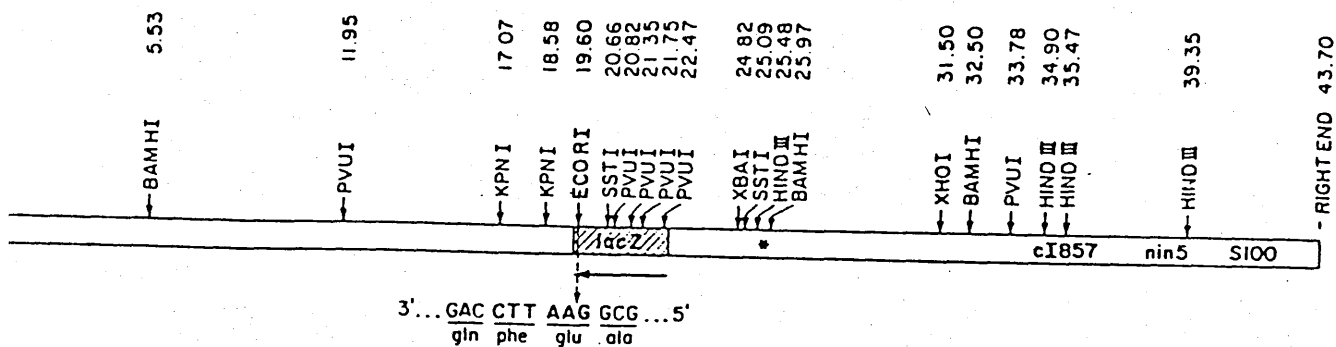 5.53
11.95
17 07
18.58
19.60
20.66
20.82
21 35
21.75
22.47
24 82
25.09
25.48
25.97
31.50
32.50
33.78
34.90
35.47
39.35
RIGHT END 43.70
BAMHI
PVUI
KPNI
KPNI
ECORI
SSTI
PVUI
PVUI
PVUI
PVUI
XBAI
SSTI
HINDIII
BAMHI
XHOI
BAMHI
PVUI
HINDIII
HINDIII
HINDIII
lacZ
*
cI857
nin5
S100
3'... GAC CTT AAG GCG ...5'
gln phe glu ala